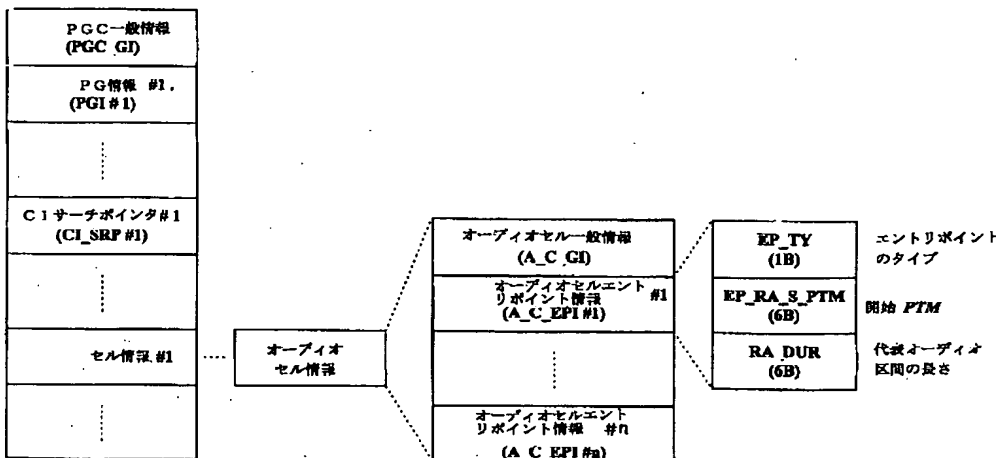 ＰＧＣ一般情報
(PGC_GI)
ＰＧ情報 #1.
(PGI #1)
ＣＩサーチポインタ#1
(CI_SRP #1)
セル情報 #1
オーディオ
セル情報
オーディオセル一般情報
(A_C_GI)
オーディオセルエント
リポイント情報 #1
(A_C_EPI #1)
オーディオセルエント
リポイント情報 #n
(A_C_EPI #n)
EP_TY
(1B)
エントリポイント
のタイプ
EP_RA_S_PTM
(6B)
開始 PTM
RA_DUR
(6B)
代表オーディオ
区間の長さ